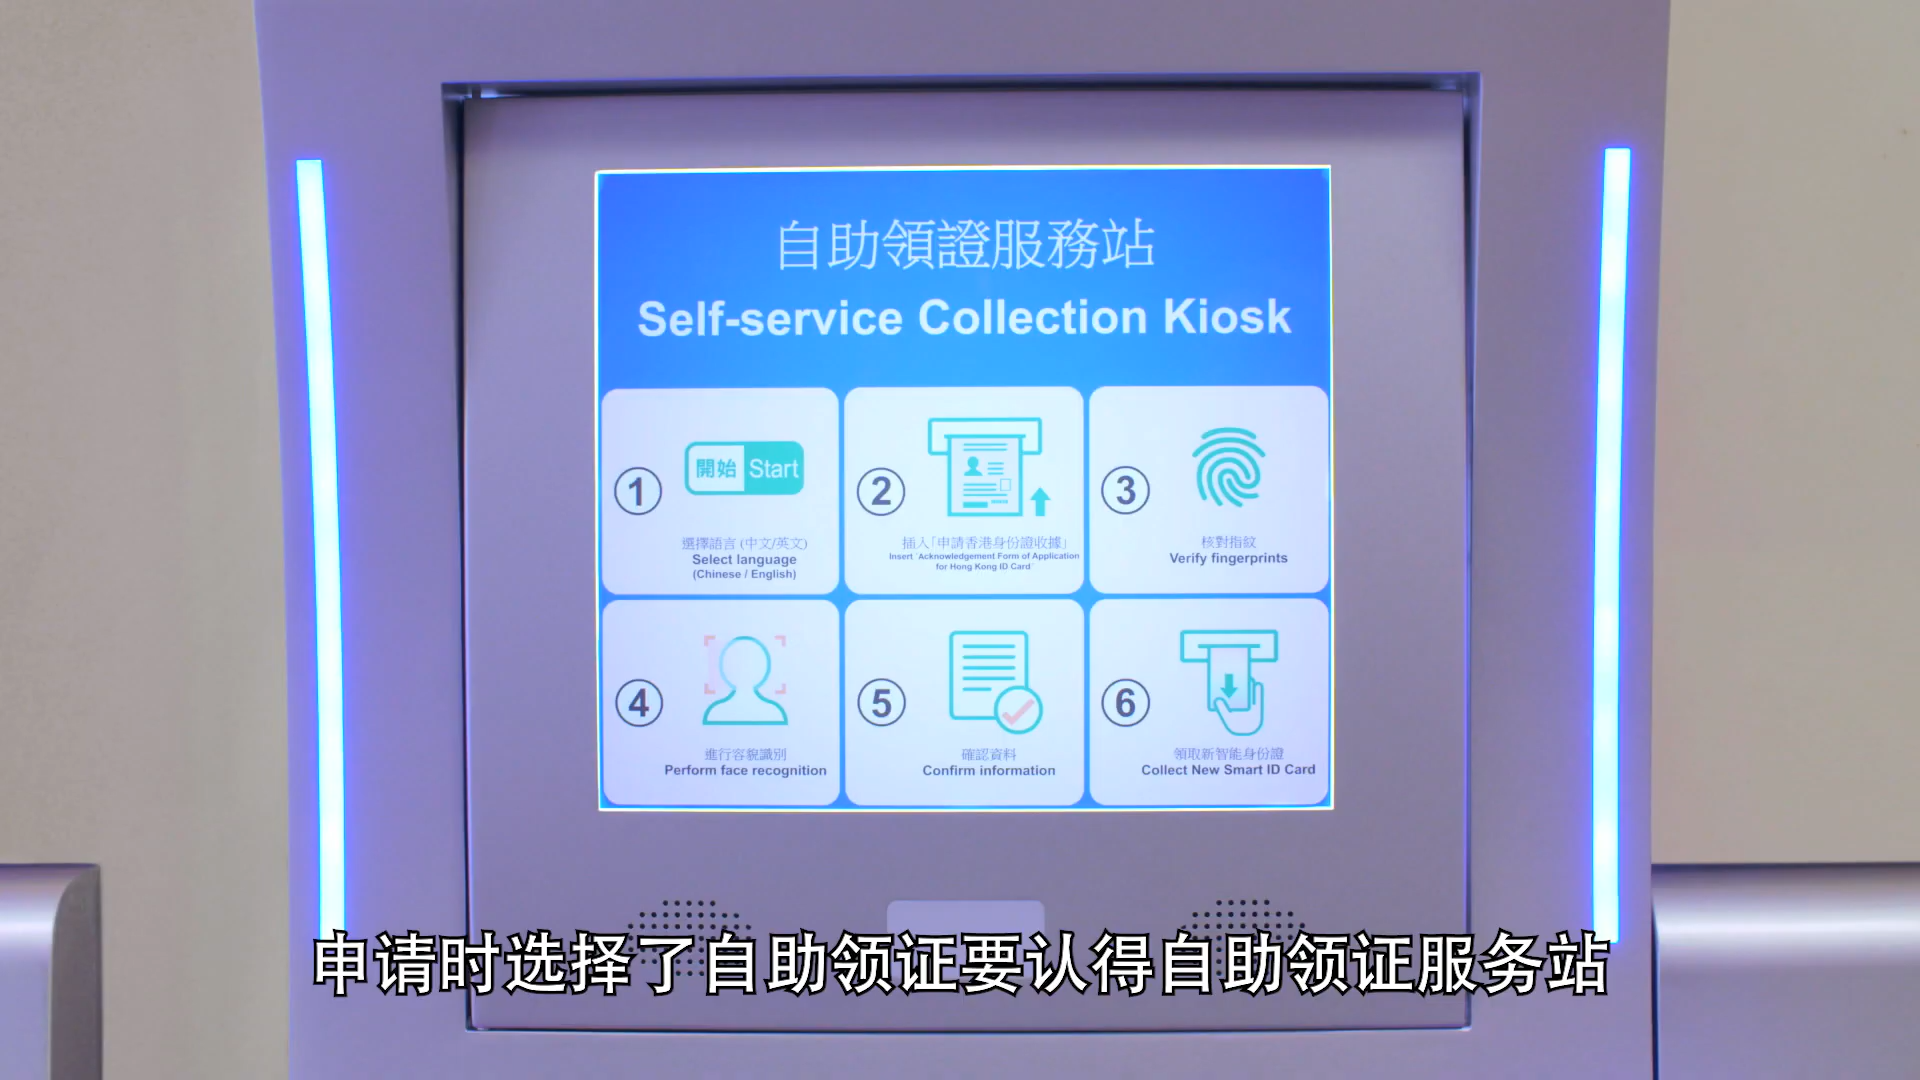 自助領證服務站
Self-service Collection Kiosk
1
開始 Start
選擇語言 (中文/英文)
Select language
(Chinese / English)
2
插入「申請香港身份證收據」
Insert `Acknowledgement Form of Application
for Hong Kong ID Card`
3
核對指紋
Verify fingerprints
4
進行容貌識別
Perform face recognition
5
確認資料
Confirm information
6
領取新智能身份證
Collect New Smart ID Card
申请时选择了自助领证要认得自助领证服务站